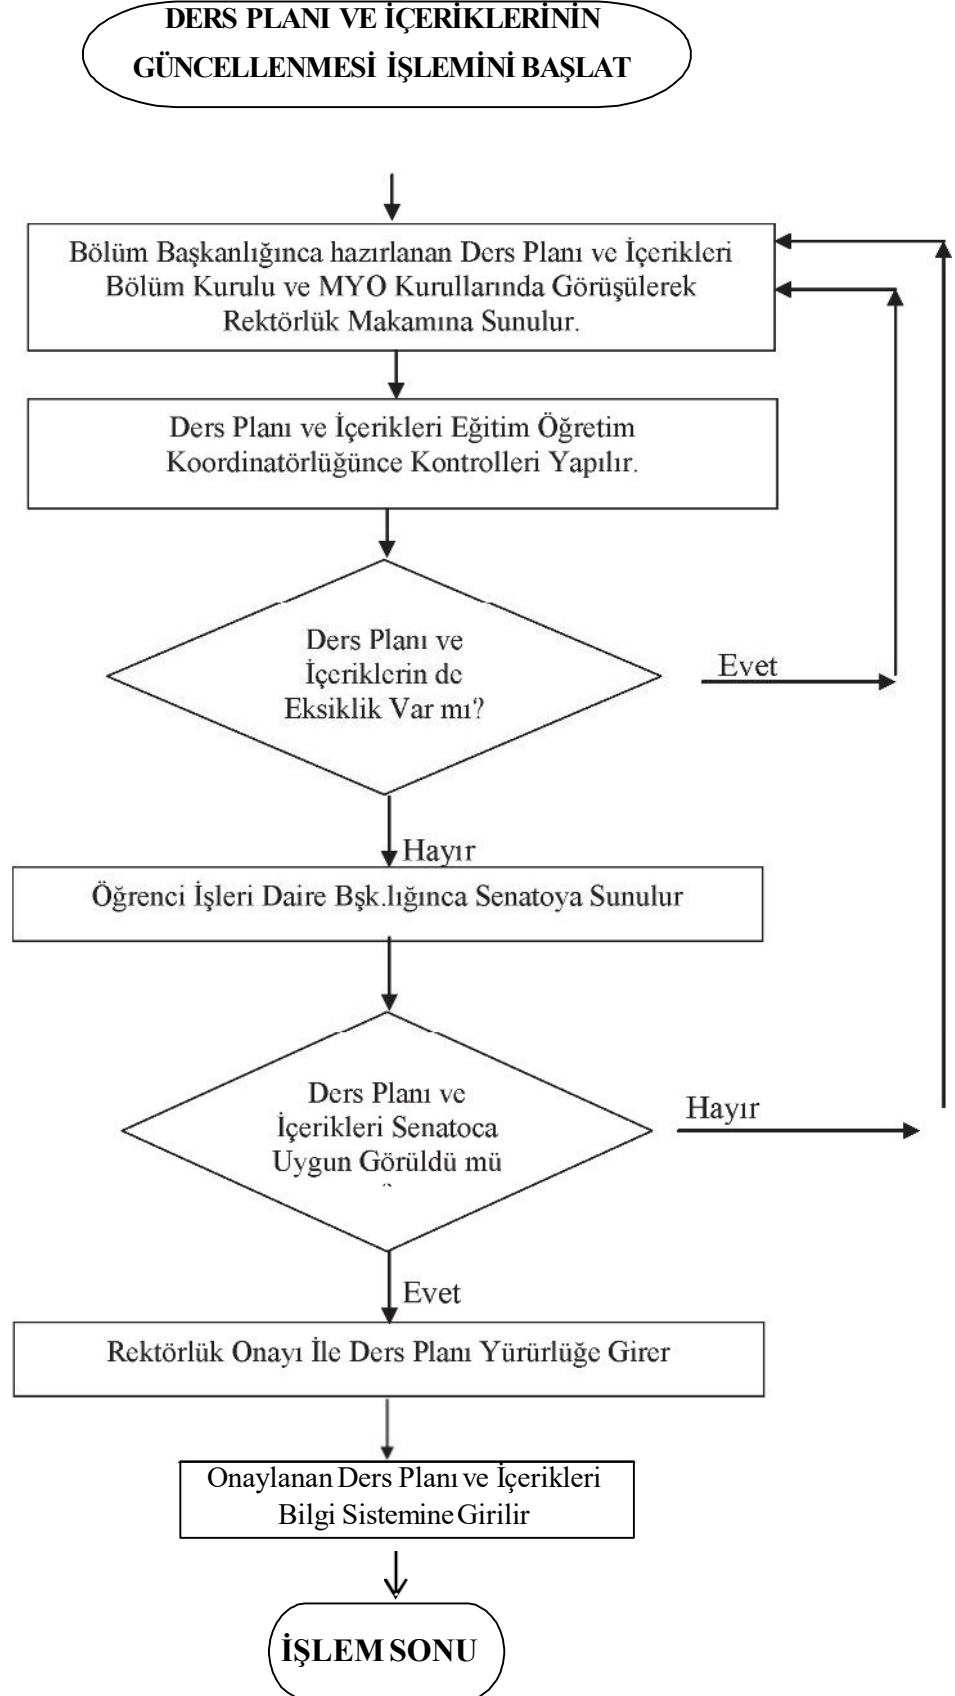 DERS PLANI VE İÇERİKLERİNİN
GÜNCELLENMESİ İŞLEMİNİ BAŞLAT
Bölüm Başkanlığınca hazırlanan Ders Planı ve İçerikleri
Bölüm Kurulu ve MYO Kurullarında Görüşülerek
Rektörlük Makamına Sunulur.
Ders Planı ve İçerikleri Eğitim Öğretim
Koordinatörlüğünce Kontrolleri Yapılır.
Ders Planı ve
İçeriklerin de
Eksiklik Var mı?
Evet
Hayır
Öğrenci İşleri Daire Bşk.lığınca Senatoya Sunulur
Ders Planı ve
İçerikleri Senatoca
Uygun Görüldü mü
?
Hayır
Evet
Rektörlük Onayı İle Ders Planı Yürürlüğe Girer
Onaylanan Ders Planı ve İçerikleri
Bilgi Sistemine Girilir
İŞLEM SONU